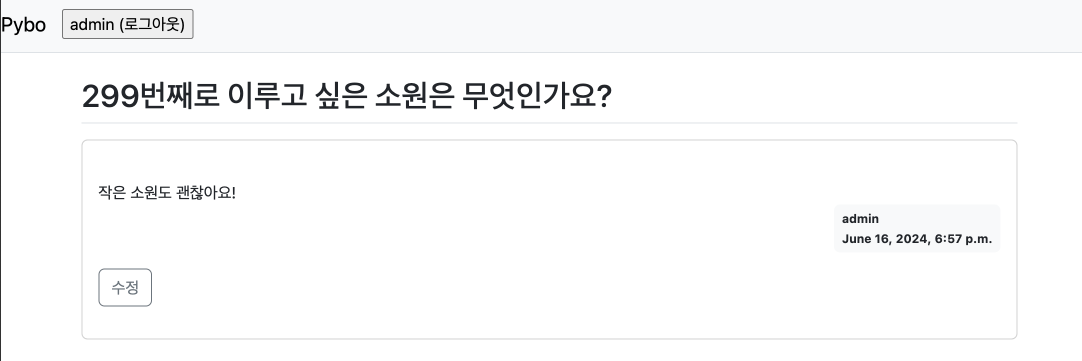 Pybo admin (로그아웃)
299번째로 이루고 싶은 소원은 무엇인가요?
작은 소원도 괜찮아요!
admin
June 16, 2024, 6:57 p.m.
수정